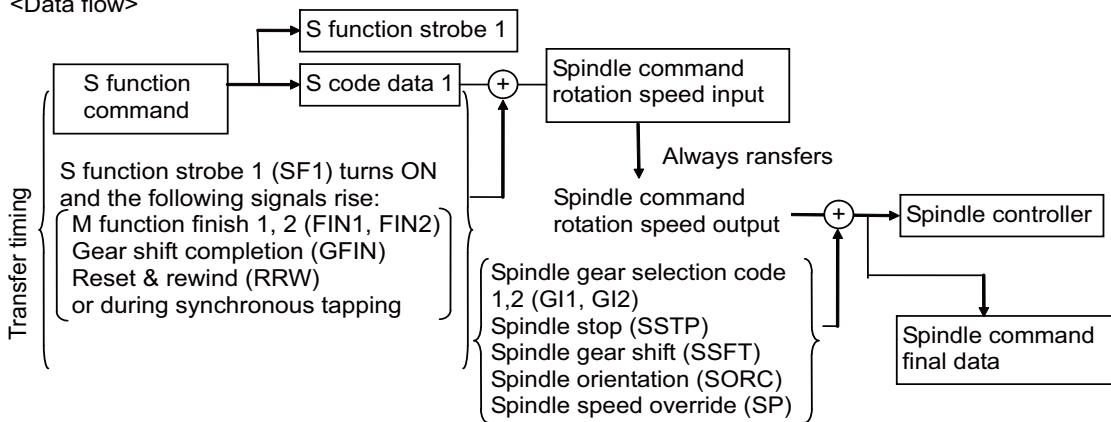 <Data flow>
S function strobe 1
S function
command
S code data 1
+
Spindle command
rotation speed input
Transfer timing
S function strobe 1 (SF1) turns ON
and the following signals rise:
M function finish 1, 2 (FIN1, FIN2)
Gear shift completion (GFIN)
Reset & rewind (RRW)
or during synchronous tapping
Always ransfers
Spindle command
rotation speed output
+
Spindle controller
Spindle gear selection code
1,2 (GI1, GI2)
Spindle stop (SSTP)
Spindle gear shift (SSFT)
Spindle orientation (SORC)
Spindle speed override (SP)
Spindle command
final data